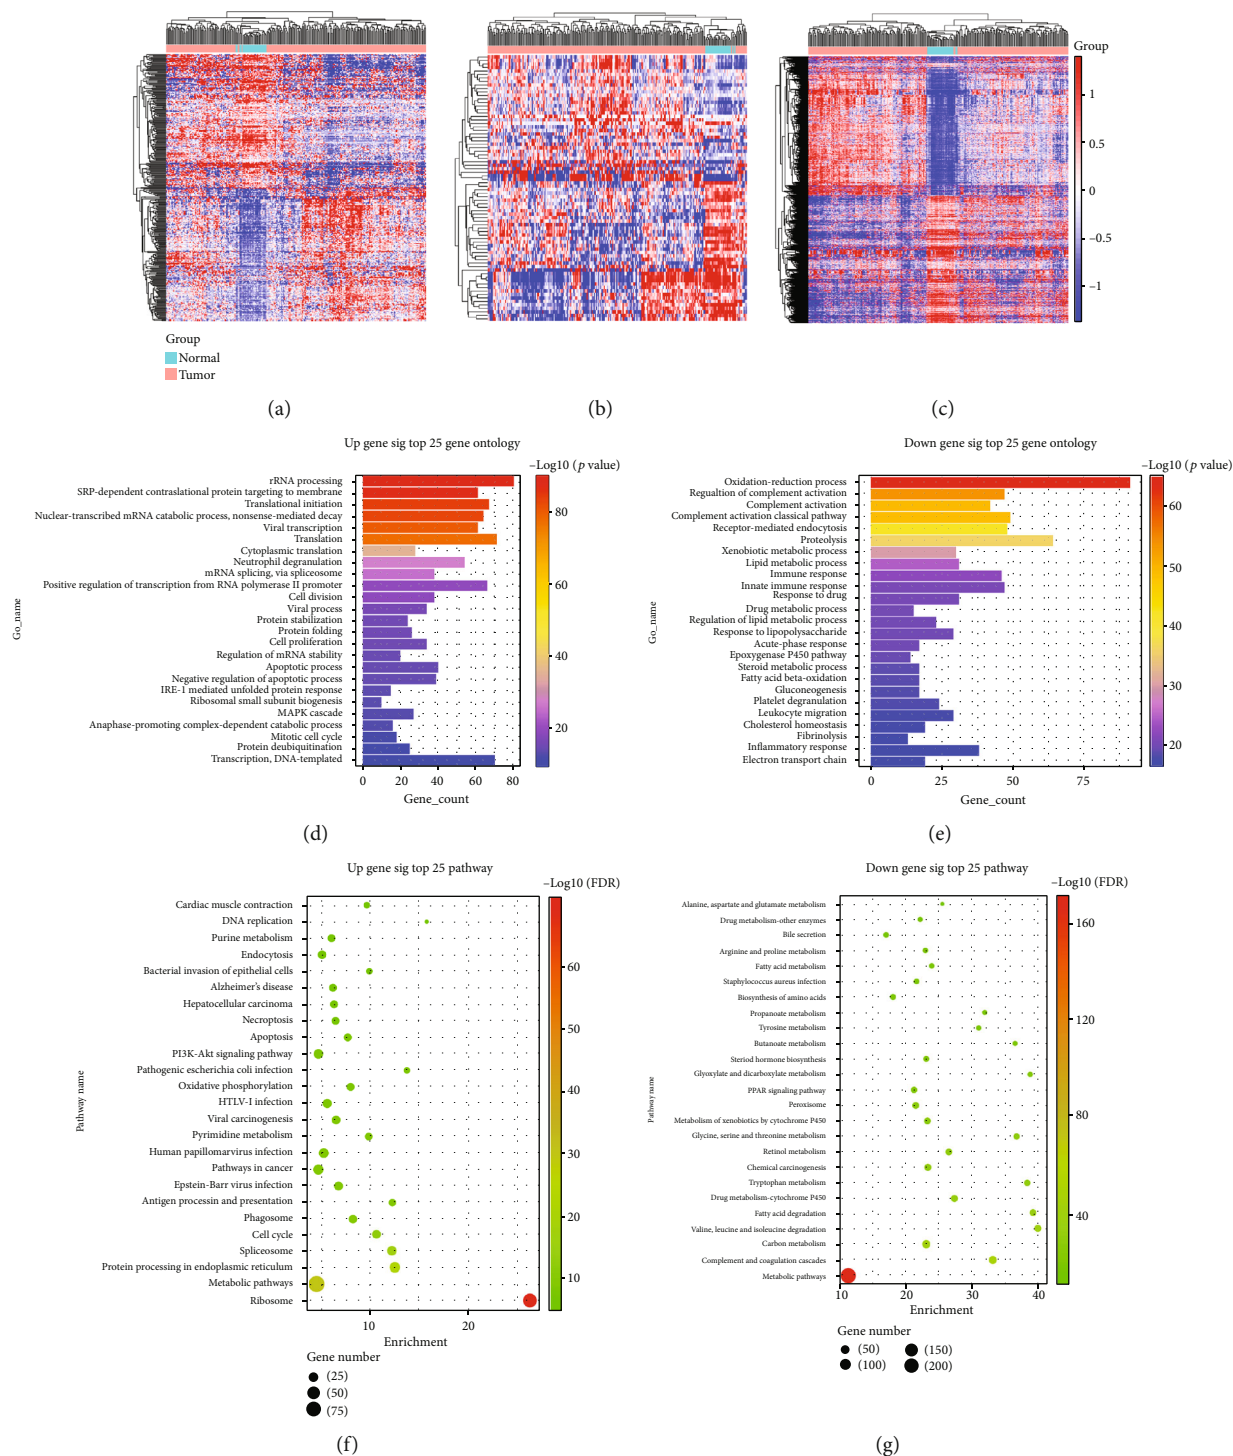 Group
1
0.5
0
−0.5
−1
Group
Normal
Tumor
(a)
(b)
(c)
Up gene sig top 25 gene ontology
−Log10 (p value)
rRNA processing
SRP-dependent contraslational protein targeting to membrane
Translational initiation
Nuclear-transcribed mRNA catabolic process, nonsense-mediated decay
Viral transcription
Translation
Cytoplasmic translation
Neutrophil degranulation
mRNA splicing, via spliceosome
Positive regulation of transcription from RNA polymerase II promoter
Cell division
Viral process
Protein stabilization
Protein folding
Cell proliferation
Regulation of mRNA stability
Apoptotic process
Negative regulation of apoptotic process
IRE-1 mediated unfolded protein response
Ribosomal small subunit biogenesis
MAPK cascade
Anaphase-promoting complex-dependent catabolic process
Mitotic cell cycle
Protein deubiquitination
Transcription, DNA-templated
Go_name
0 20 40 60 80
Gene_count
80
60
40
20
(d)
Down gene sig top 25 gene ontology
−Log10 (p value)
Oxidation-reduction process
Regualtion of complement activation
Complement activation
Complement activation classical pathway
Receptor-mediated endocytosis
Proteolysis
Xenobiotic metabolic process
Lipid metabolic process
Immune response
Innate immune response
Response to drug
Drug metabolic process
Regulation of lipid metabolic process
Response to lipopolysaccharide
Acute-phase response
Epoxygenase P450 pathway
Steroid metabolic process
Fatty acid beta-oxidation
Gluconeogenesis
Platelet degranulation
Leukocyte migration
Cholesterol homeostasis
Fibrinolysis
Inflammatory response
Electron transport chain
Go_name
0 25 50 75
Gene_count
60
50
40
30
20
(e)
Up gene sig top 25 pathway
−Log10 (FDR)
Cardiac muscle contraction
DNA replication
Purine metabolism
Endocytosis
Bacterial invasion of epithelial cells
Alzheimer's disease
Hepatocellular carcinoma
Necroptosis
Apoptosis
PI3K-Akt signaling pathway
Pathogenic escherichia coli infection
Oxidative phosphorylation
HTLV-I infection
Viral carcinogenesis
Pyrimidine metabolism
Human papillomavirus infection
Pathways in cancer
Epstein-Barr virus infection
Antigen processin and presentation
Phagosome
Cell cycle
Spliceosome
Protein processing in endoplasmic reticulum
Metabolic pathways
Ribosome
Pathway name
10 20
Enrichment
60
50
40
30
20
10
Gene number
(25)
(50)
(75)
(f)
Down gene sig top 25 pathway
−Log10 (FDR)
Alanine, aspartate and glutamate metabolism
Drug metabolism-other enzymes
Bile secretion
Arginine and proline metabolism
Fatty acid metabolism
Staphylococcus aureus infection
Biosynthesis of amino acids
Propanoate metabolism
Tyrosine metabolism
Butanoate metabolism
Steriod hormone biosynthesis
Glyoxylate and dicarboxylate metabolism
PPAR signaling pathway
Peroxisome
Metabolism of xenobiotics by cytochrome P450
Glycine, serine and threonine metabolism
Retinol metabolism
Chemical carcinogenesis
Tryptophan metabolism
Drug metabolism-cytochrome P450
Fatty acid degradation
Valine, leucine and isoleucine degradation
Carbon metabolism
Complement and coagulation cascades
Metabolic pathways
Pathway name
10 20 30 40
Enrichment
160
120
80
40
Gene number
(50) (150)
(100) (200)
(g)